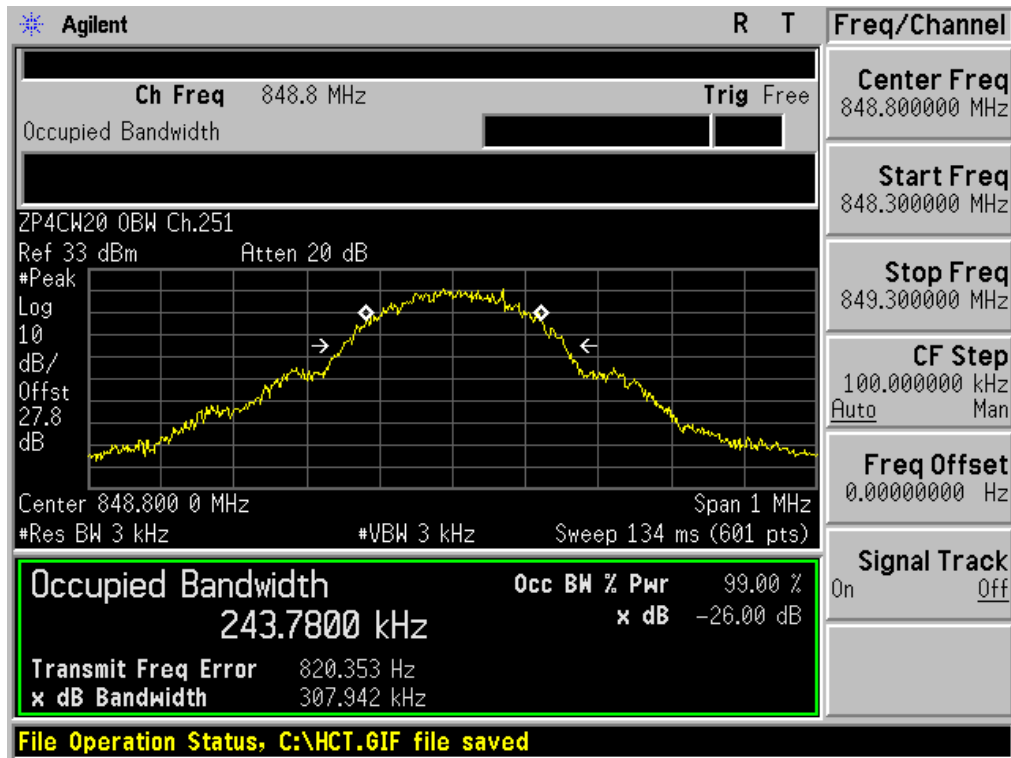 Agilent R T
Ch Freq 848.8 MHz Trig Free
Occupied Bandwidth
ZP4CW20 OBW Ch.251
Ref 33 dBm Atten 20 dB
#Peak
Log
10
dB/
Offst
27.8
dB
Center 848.800 0 MHz Span 1 MHz
#Res BW 3 kHz #VBW 3 kHz Sweep 134 ms (601 pts)
Occupied Bandwidth Occ BW % Pwr 99.00 %
243.7800 kHz x dB -26.00 dB
Transmit Freq Error 820.353 Hz
x dB Bandwidth 307.942 kHz
File Operation Status, C:\HCT.GIF file saved
Freq/Channel
Center Freq
848.800000 MHz
Start Freq
848.300000 MHz
Stop Freq
849.300000 MHz
CF Step
100.000000 kHz
Auto Man
Freq Offset
0.00000000 Hz
Signal Track
On Off